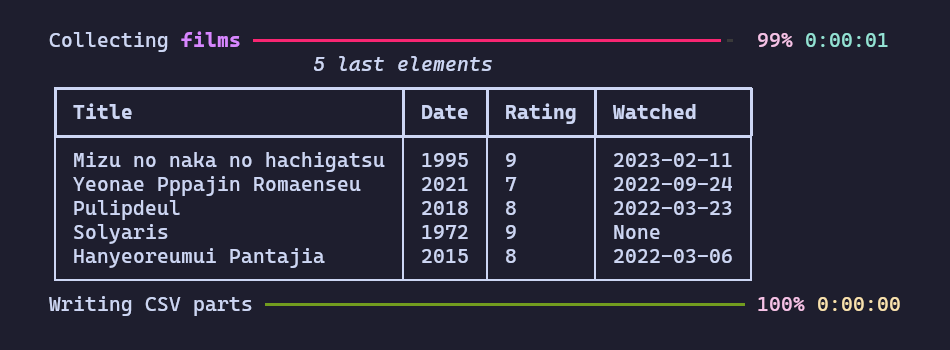 Collecting films 99% 0:00:01
5 last elements
Title Date Rating Watched
Mizu no naka no hachigatsu 1995 9 2023-02-11
Yeonae Pppajin Romaenseu 2021 7 2022-09-24
Pulipdeul 2018 8 2022-03-23
Solyaris 1972 9 None
Hanyeoreumui Pantajia 2015 8 2022-03-06
Writing CSV parts 100% 0:00:00